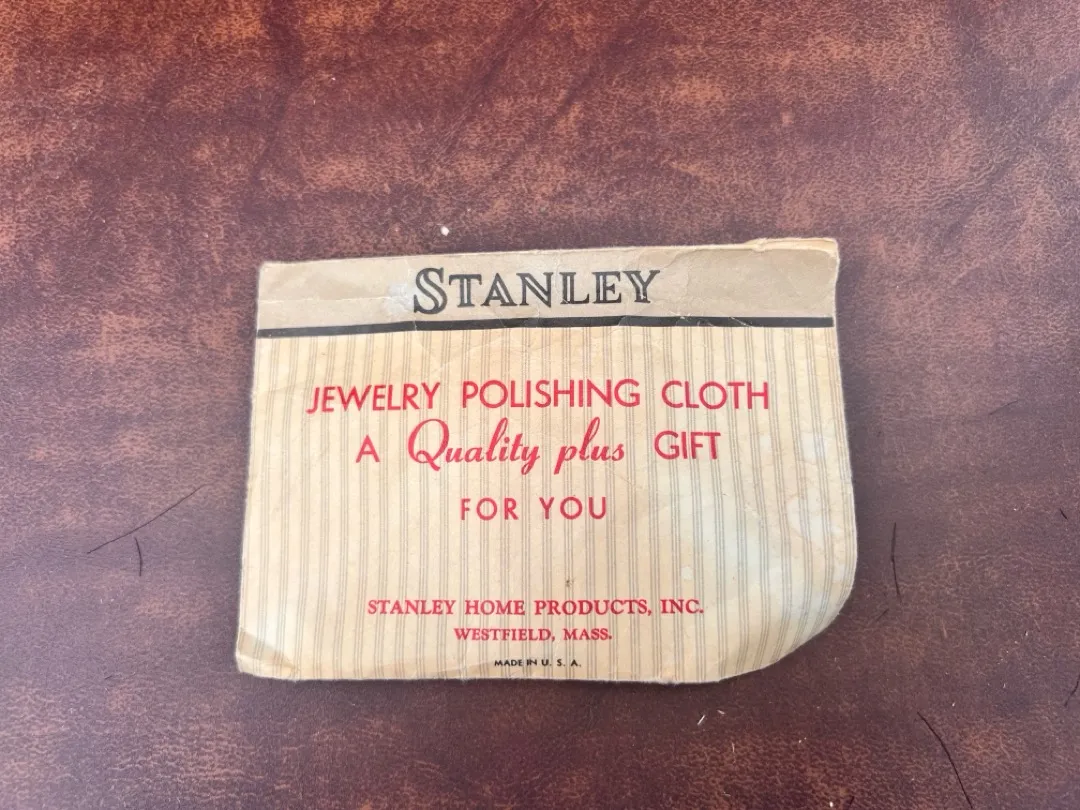 STANLEY
JEWELRY POLISHING CLOTH
A Quality plus GIFT
FOR YOU
STANLEY HOME PRODUCTS, INC.
WESTFIELD, MASS.
MADE IN U. S. A.